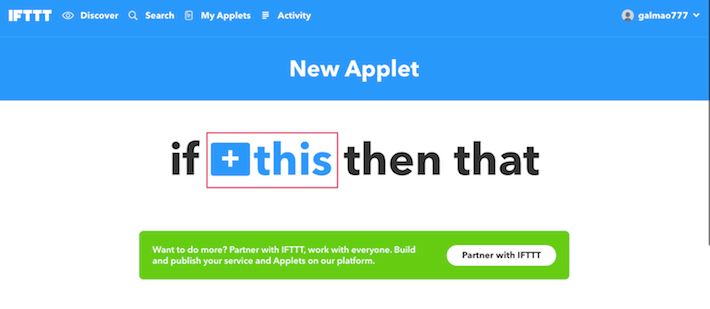 IFTTT Discover Search My Applets Activity galmao777
New Applet
if +this then that
Want to do more? Partner with IFTTT, work with everyone. Build
and publish your service and Applets on our platform.
Partner with IFTTT